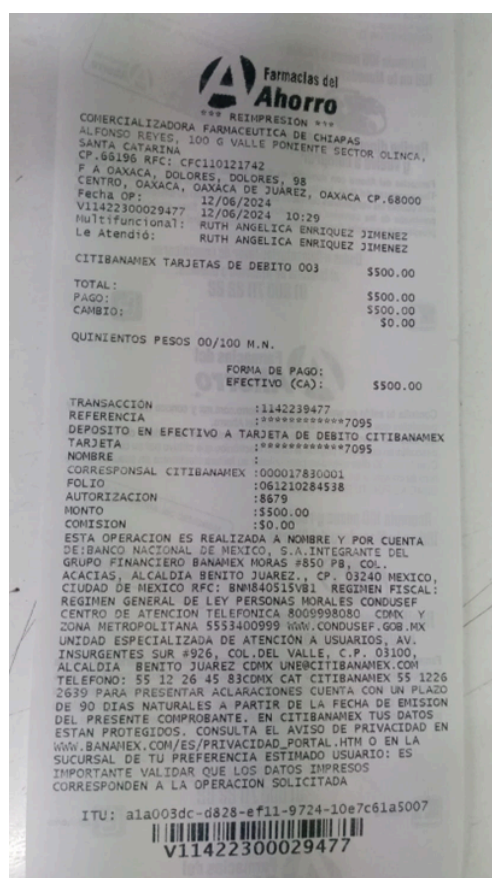 A
Farmacias del
Ahorro
*** REIMPRESION ***
COMERCIALIZADORA FARMACEUTICA DE CHIAPAS
ALFONSO REYES, 100 G VALLE PONIENTE SECTOR OLINCA,
SANTA CATARINA
CP.66196 RFC: CFC110121742
F A OAXACA, DOLORES, DOLORES, 98
CENTRO, OAXACA, OAXACA DE JUÁREZ, OAXACA CP.68000
Fecha OP: 12/06/2024
V11422300029477 12/06/2024 10:29
Multifuncional: RUTH ANGELICA ENRIQUEZ JIMENEZ
Le Atendió: RUTH ANGELICA ENRIQUEZ JIMENEZ
CITIBANAMEX TARJETAS DE DEBITO 003 $500.00
TOTAL: $500.00
PAGO: $500.00
CAMBIO: $0.00
QUINIENTOS PESOS 00/100 M.N.
FORMA DE PAGO:
EFECTIVO (CA): $500.00
TRANSACCION :1142239477
REFERENCIA :************7095
DEPOSITO EN EFECTIVO A TARJETA DE DEBITO CITIBANAMEX
TARJETA :************7095
NOMBRE :
CORRESPONSAL CITIBANAMEX :000017830001
FOLIO :061210284538
AUTORIZACION :8679
MONTO :$500.00
COMISION :$0.00
ESTA OPERACION ES REALIZADA A NOMBRE Y POR CUENTA
DE:BANCO NACIONAL DE MEXICO, S.A.INTEGRANTE DEL
GRUPO FINANCIERO BANAMEX MORAS #850 PB, COL.
ACACIAS, ALCALDIA BENITO JUAREZ., CP. 03240 MEXICO,
CIUDAD DE MEXICO RFC: BNM840515VB1 REGIMEN FISCAL:
REGIMEN GENERAL DE LEY PERSONAS MORALES CONDUSEF
CENTRO DE ATENCION TELEFONICA 8009998080 CDMX Y
ZONA METROPOLITANA 5553400999 WWW.CONDUSEF.GOB.MX
UNIDAD ESPECIALIZADA DE ATENCIÓN A USUARIOS, AV.
INSURGENTES SUR #926, COL.DEL VALLE, C.P. 03100,
ALCALDIA BENITO JUAREZ CDMX UNE@CITIBANAMEX.COM
TELEFONO: 55 12 26 45 83CDMX CAT CITIBANAMEX 55 1226
2639 PARA PRESENTAR ACLARACIONES CUENTA CON UN PLAZO
DE 90 DIAS NATURALES A PARTIR DE LA FECHA DE EMISION
DEL PRESENTE COMPROBANTE. EN CITIBANAMEX TUS DATOS
ESTAN PROTEGIDOS. CONSULTA EL AVISO DE PRIVACIDAD EN
WWW.BANAMEX.COM/ES/PRIVACIDAD_PORTAL.HTM O EN LA
SUCURSAL DE TU PREFERENCIA ESTIMADO USUARIO: ES
IMPORTANTE VALIDAR QUE LOS DATOS IMPRESOS
CORRESPONDEN A LA OPERACION SOLICITADA
ITU: a1a003dc-d828-ef11-9724-10e7c61a5007
V11422300029477